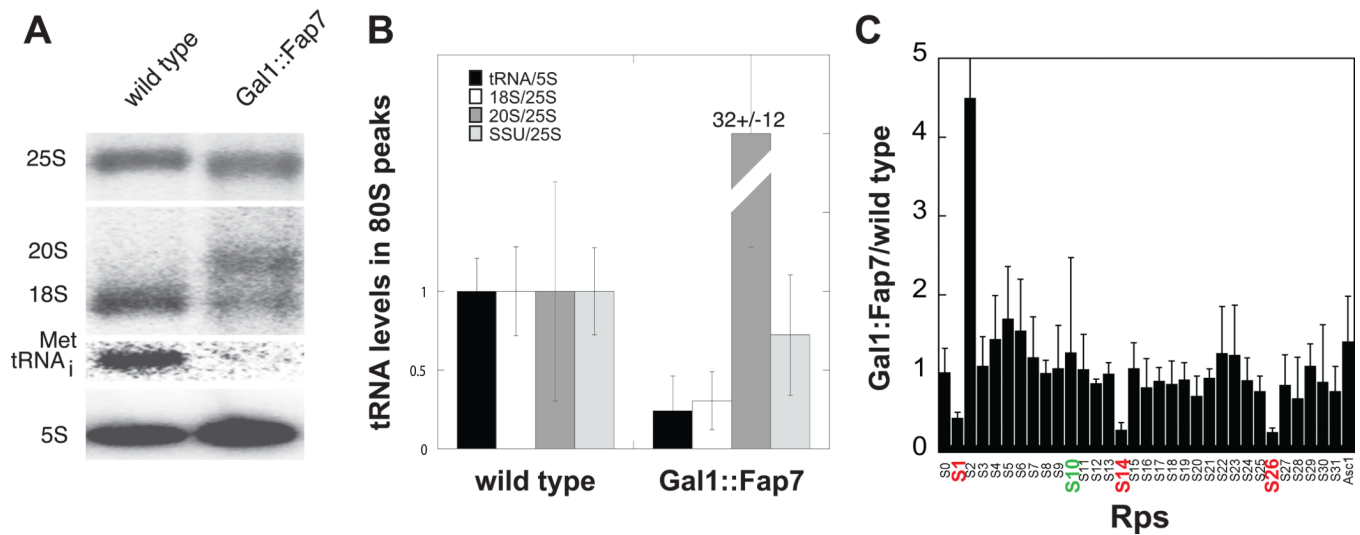 A
wild type
Gal1::Fap7
25S
20S
18S
Met
tRNA i
5S
B
tRNA levels in 80S peaks
tRNA/5S
18S/25S
20S/25S
SSU/25S
32+/-12
1
0.5
0
wild type
Gal1::Fap7
C
Gal1:Fap7/wild type
5
4
3
2
1
0
S0
S1
S2
S3
S4
S5
S6
S7
S8
S9
S10
S11
S12
S13
S14
S15
S16
S17
S18
S19
S20
S21
S22
S23
S24
S25
S26
S27
S28
S29
S30
S31
Asc1
Rps